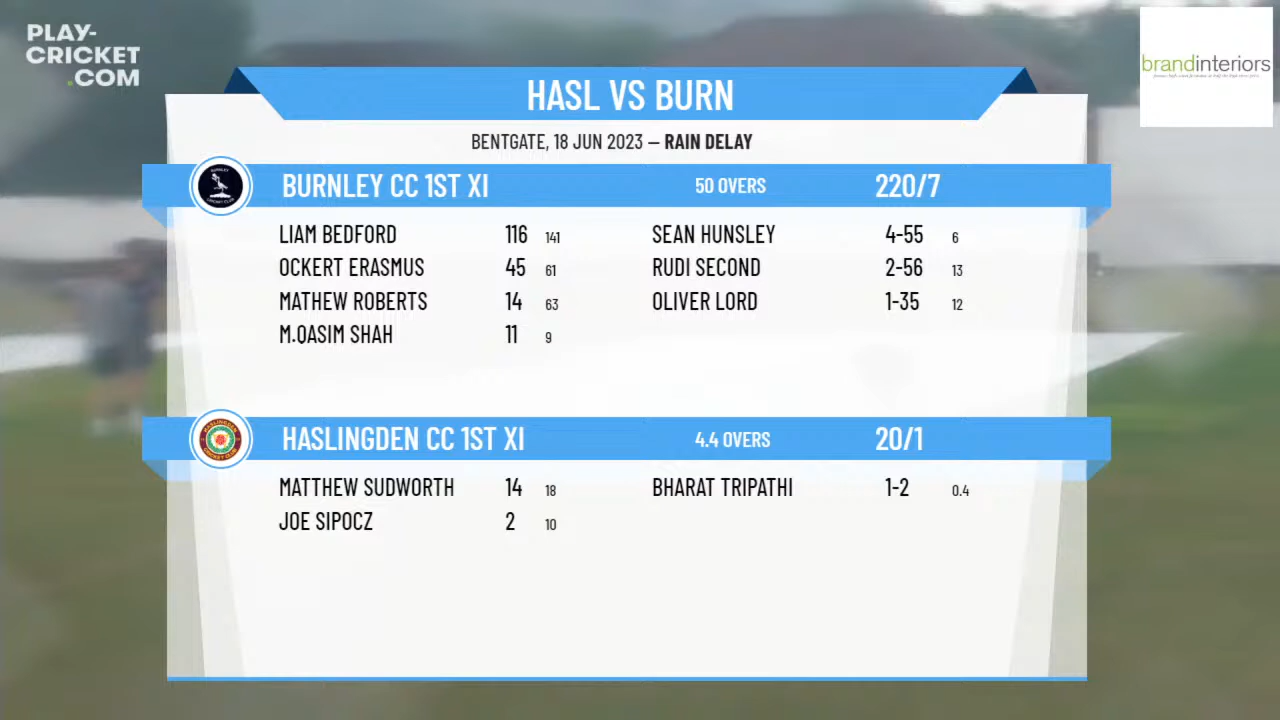 PLAY-
CRICKET
.COM
brandinteriors
HASL VS BURN
BENTGATE, 18 JUN 2023 – RAIN DELAY
BURNLEY CC 1ST XI 50 OVERS 220/7
LIAM BEDFORD 116 141 SEAN HUNSLEY 4-55 6
OCKERT ERASMUS 45 61 RUDI SECOND 2-56 13
MATHEW ROBERTS 14 63 OLIVER LORD 1-35 12
M.QASIM SHAH 11 9
HASLINGDEN CC 1ST XI 4.4 OVERS 20/1
MATTHEW SUDWORTH 14 18 BHARAT TRIPATHI 1-2 0.4
JOE SIPOCZ 2 10